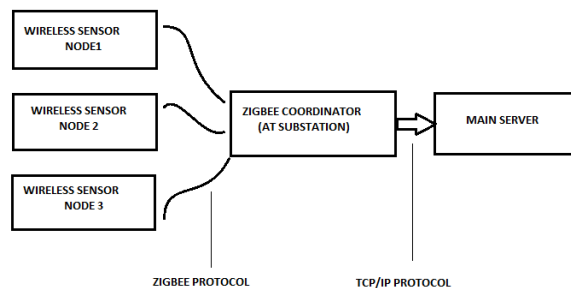 WIRELESS SENSOR
NODE1
WIRELESS SENSOR
NODE 2
WIRELESS SENSOR
NODE 3
ZIGBEE COORDINATOR
(AT SUBSTATION)
MAIN SERVER
ZIGBEE PROTOCOL
TCP/IP PROTOCOL